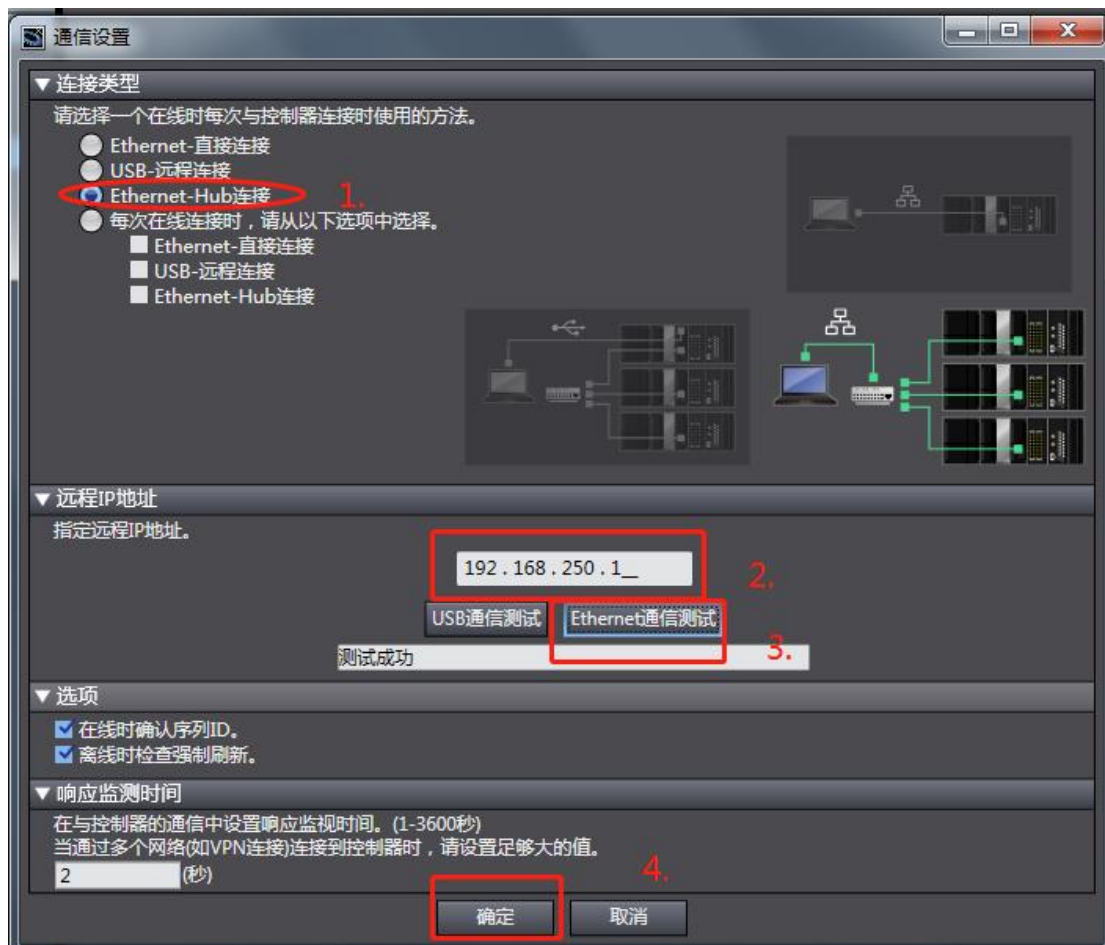 通信设置
▼连接类型
请选择一个在线时每次与控制器连接时使用的方法。
Ethernet-直接连接
USB-远程连接
Ethernet-Hub连接 1.
每次在线连接时，请从以下选项中选择。
Ethernet-直接连接
USB-远程连接
Ethernet-Hub连接
▼远程IP地址
指定远程IP地址。
192.168.250.1_ 2.
USB通信测试 Ethernet通信测试
测试成功 3.
▼选项
在线时确认序列ID。
离线时检查强制刷新。
▼响应监测时间
在与控制器的通信中设置响应监视时间。(1-3600秒)
当通过多个网络(如VPN连接)连接到控制器时，请设置足够大的值。
2 (秒) 4.
确定 取消